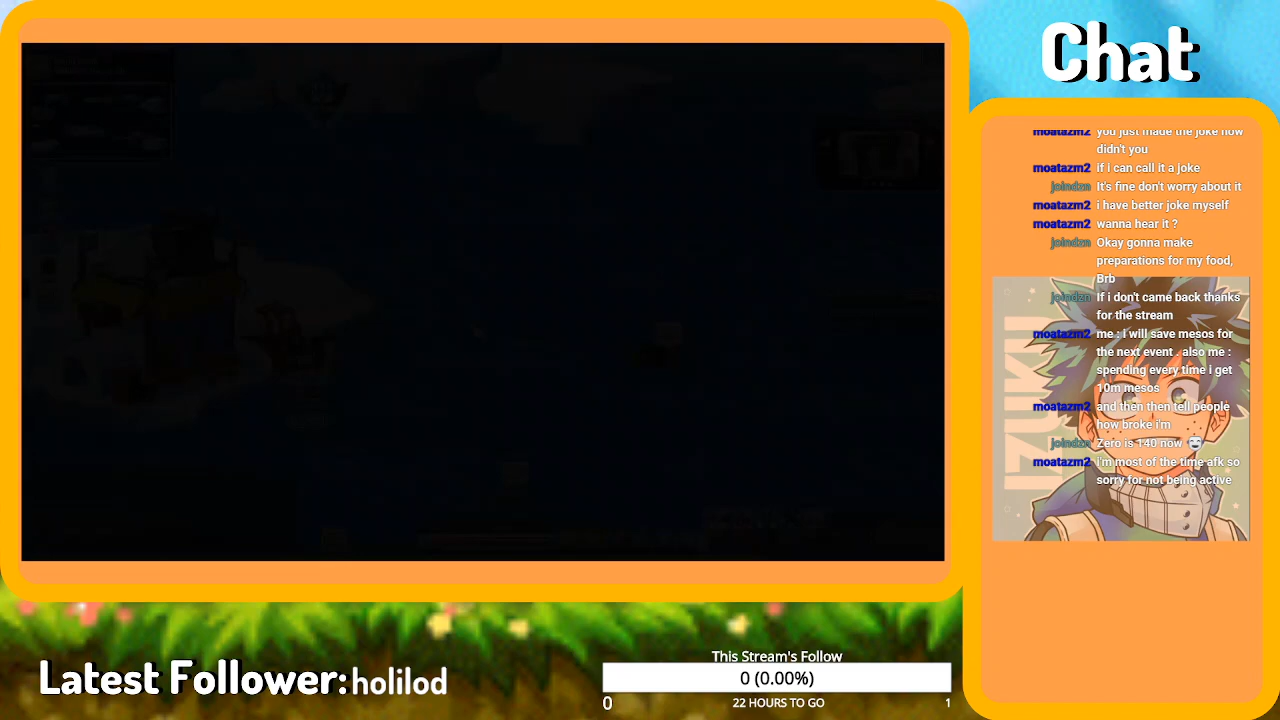 Chat
moatazm2 you just made the joke now
didn't you
moatazm2 if i can call it a joke
joindzn It's fine don't worry about it
moatazm2 i have better joke myself
moatazm2 wanna hear it ?
joindzn Okay gonna make
preparations for my food,
Brb
joindzn If i don't came back thanks
for the stream
moatazm2 me : i will save mesos for
the next event . also me :
spending every time i get
10m mesos
moatazm2 and then then tell people
how broke i'm
joindzn Zero is 140 now
moatazm2 i'm most of the time afk so
sorry for not being active
IZUKU
Latest Follower: holilod
This Stream's Follow
0 (0.00%)
0 22 HOURS TO GO 1